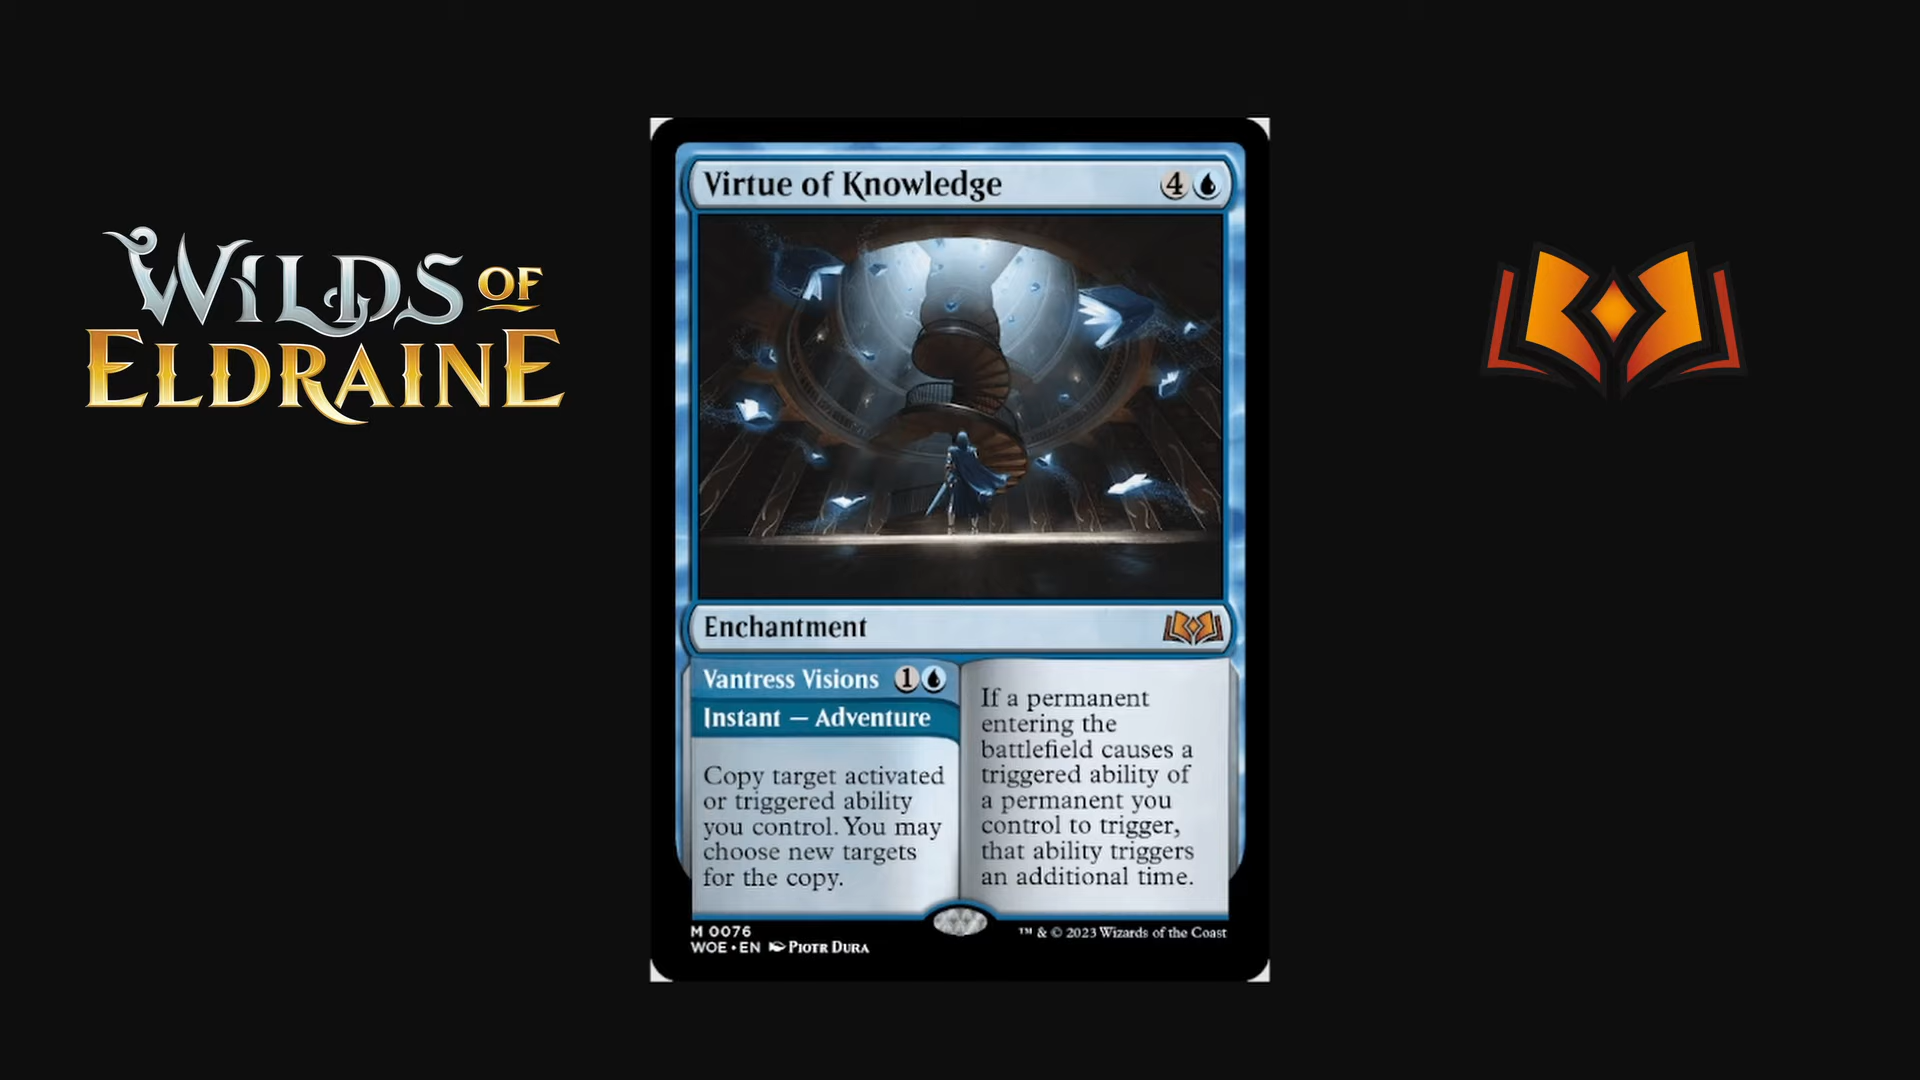 WILDS OF
ELDRAINE
Virtue of Knowledge 4
Enchantment
Vantress Visions 1
Instant — Adventure
Copy target activated
or triggered ability
you control. You may
choose new targets
for the copy.
If a permanent
entering the
battlefield causes a
triggered ability of
a permanent you
control to trigger,
that ability triggers
an additional time.
M 0076
WOE • EN Piotr Dura
™ & © 2023 Wizards of the Coast